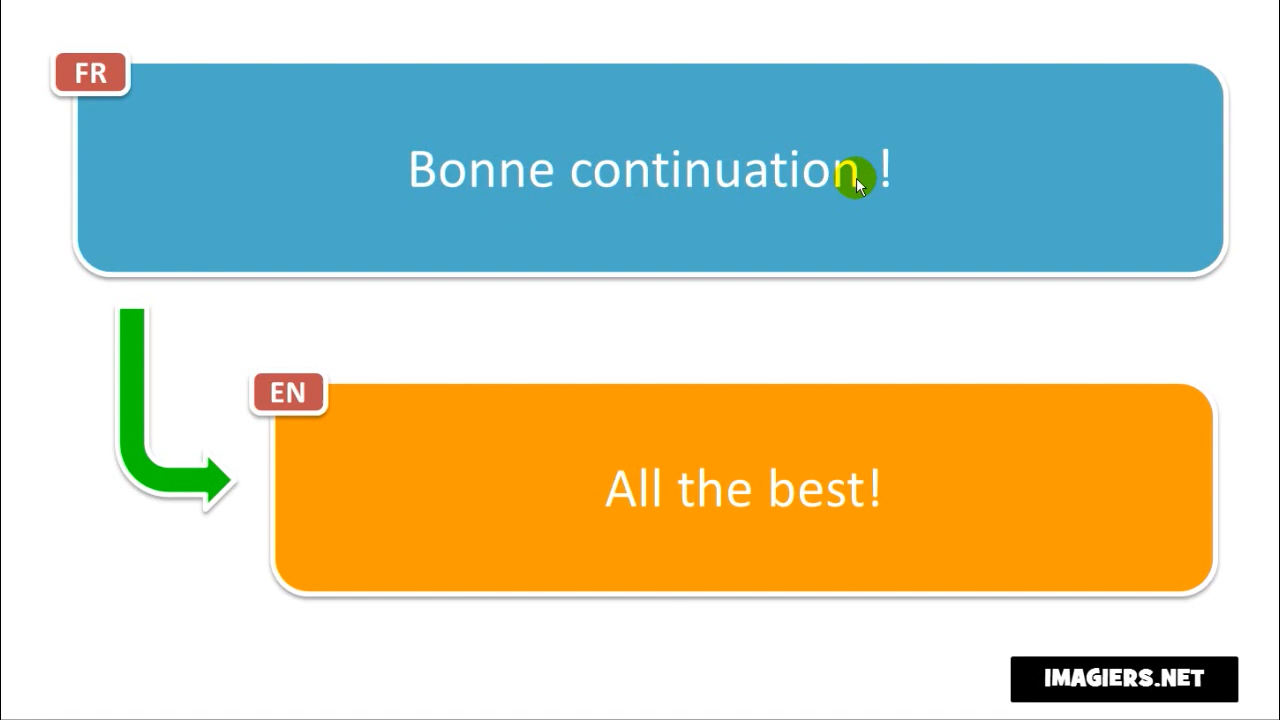 FR
Bonne continuation !
EN
All the best!
IMAGIERS.NET